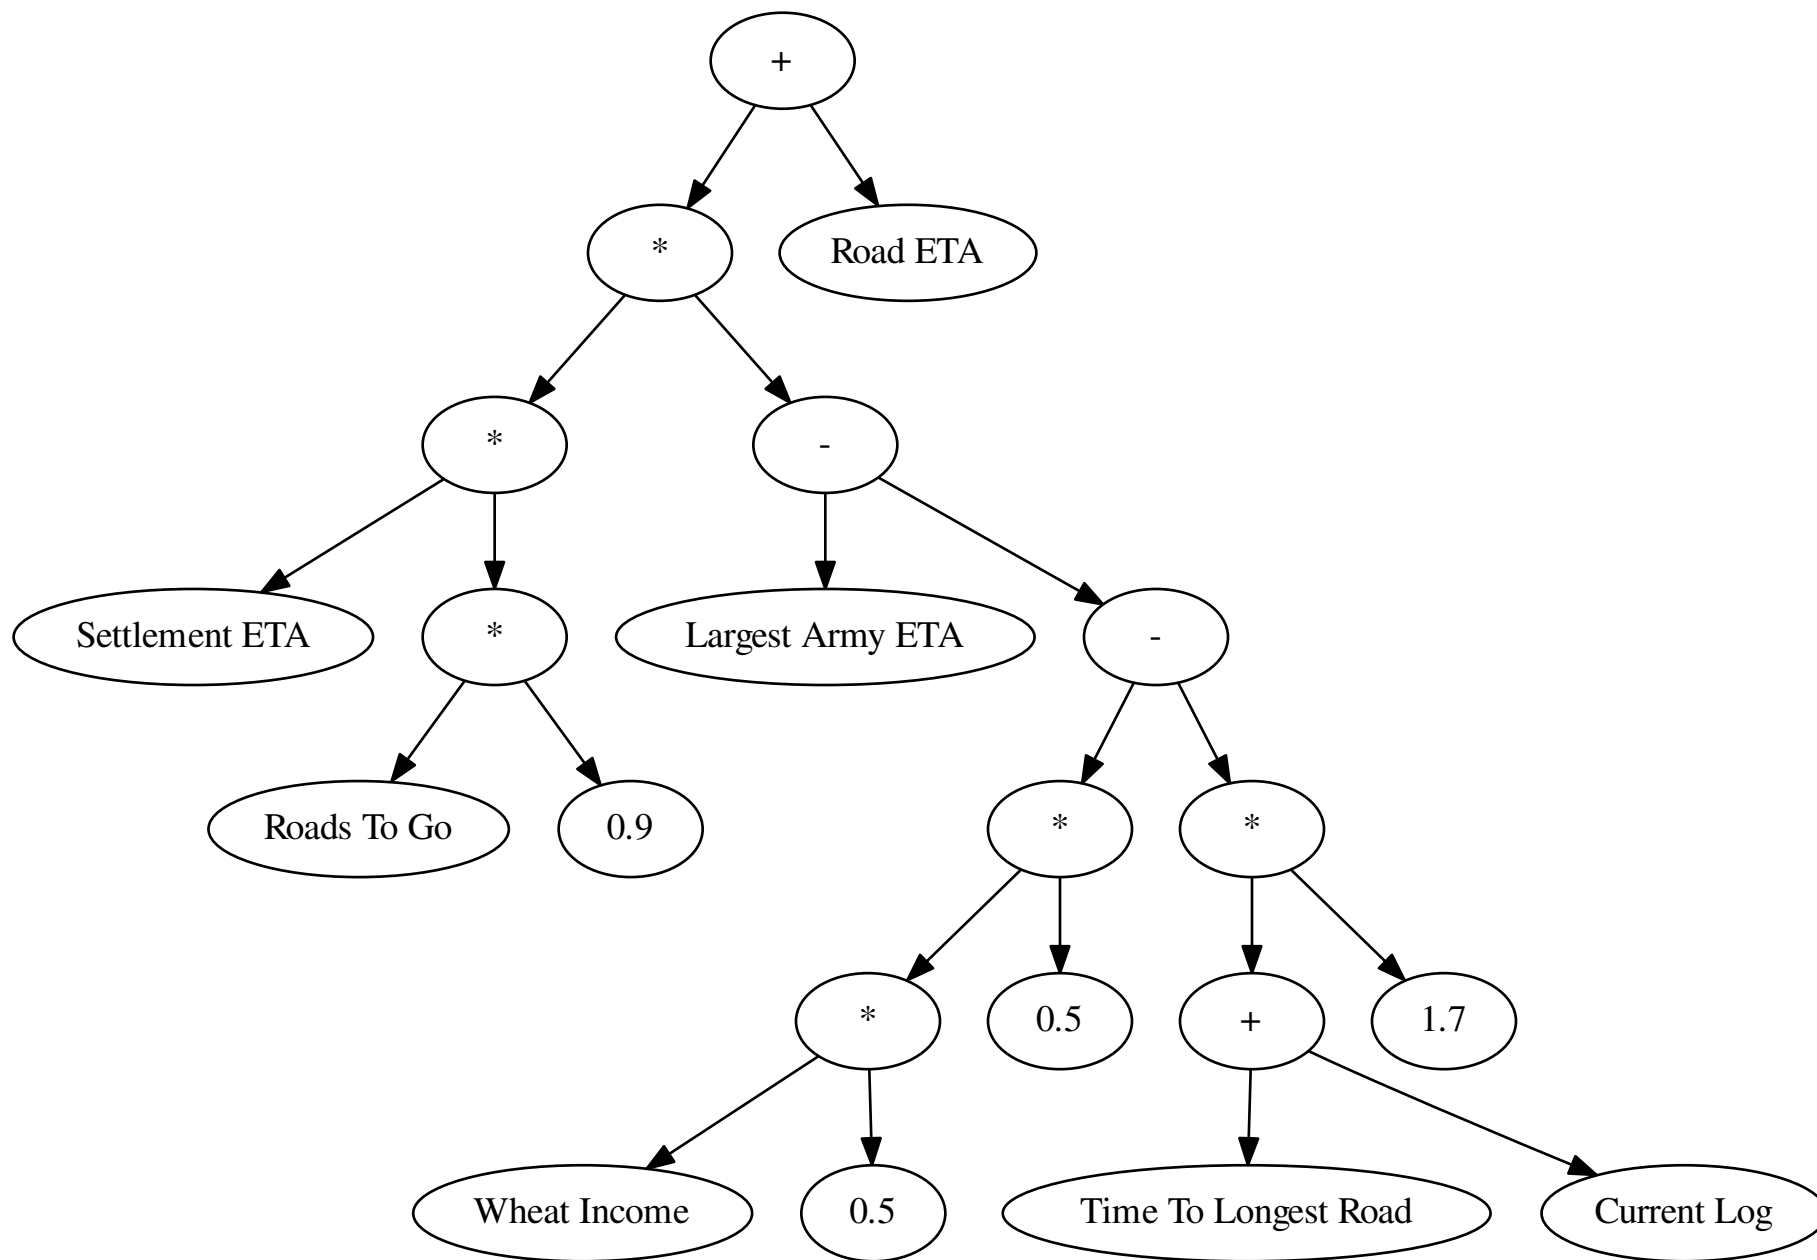 +
*
Road ETA
*
-
Settlement ETA
*
Largest Army ETA
-
Roads To Go
0.9
*
*
*
0.5
+
1.7
Wheat Income
0.5
Time To Longest Road
Current Log